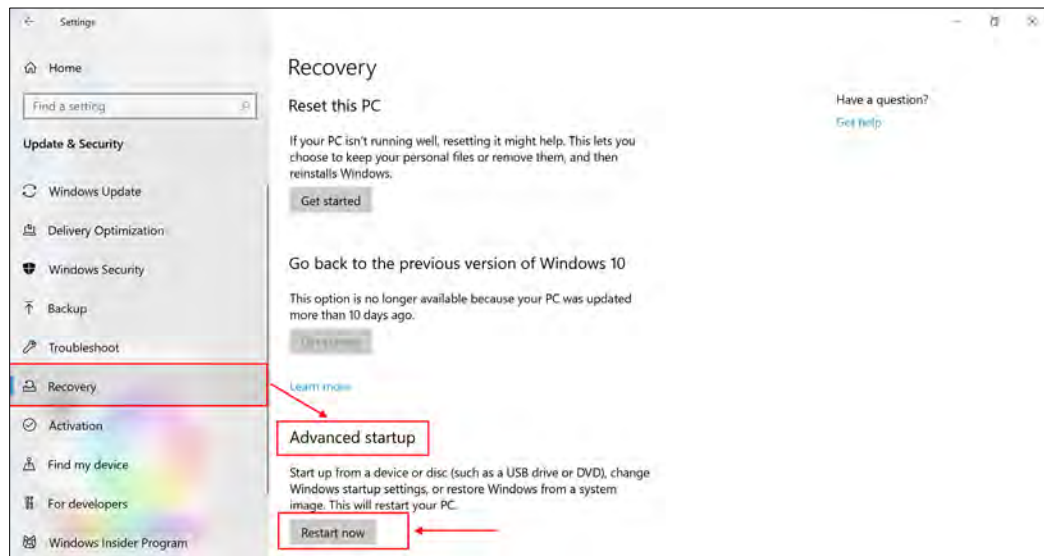 Settings
Home
Recovery
Find a setting
Reset this PC
Have a question?
Get help
Update & Security
If your PC isn't running well, resetting it might help. This lets you
choose to keep your personal files or remove them, and then
reinstalls Windows.
Windows Update
Get started
Delivery Optimization
Windows Security
Go back to the previous version of Windows 10
Backup
This option is no longer available because your PC was updated
more than 10 days ago.
Troubleshoot
Get started
Recovery
Learn more
Activation
Advanced startup
Find my device
Start up from a device or disc (such as a USB drive or DVD), change
Windows startup settings, or restore Windows from a system
image. This will restart your PC.
For developers
Restart now
Windows Insider Program